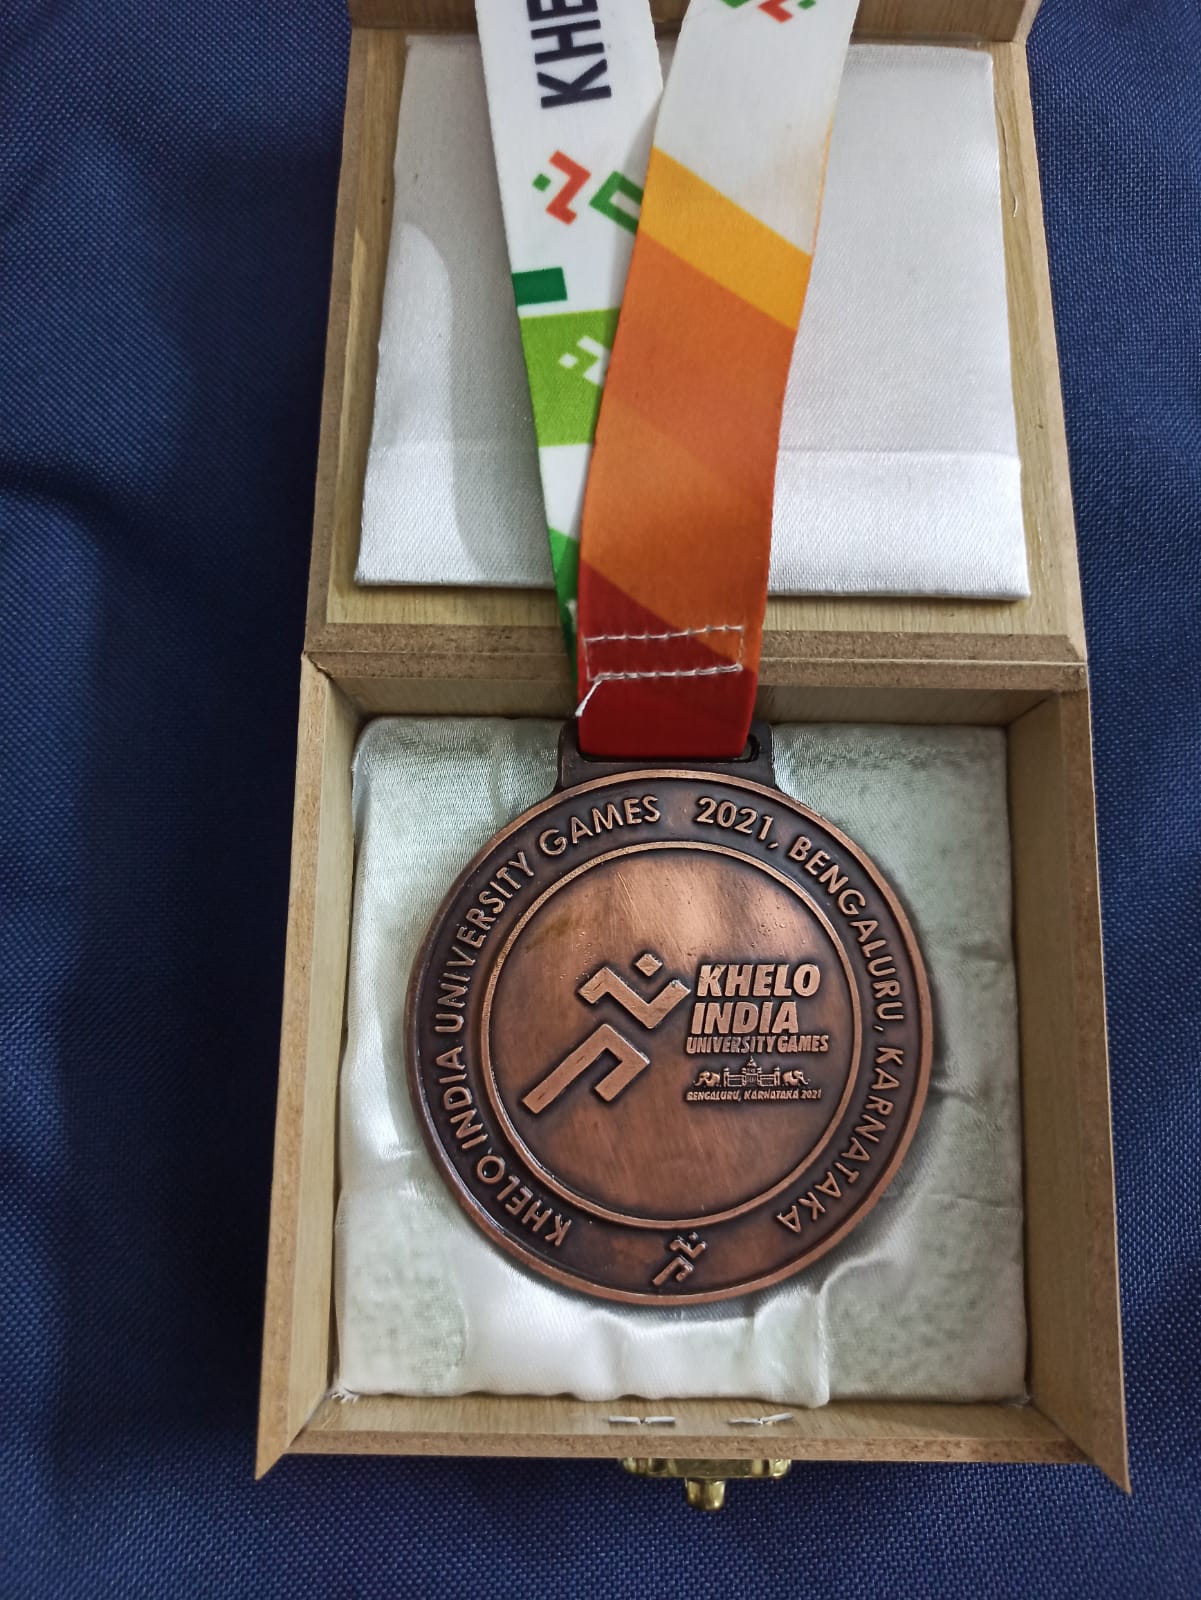 KHE
KHELO INDIA UNIVERSITY GAMES 2021, BENGALURU, KARNATAKA
KHELO
INDIA
UNIVERSITY GAMES
BENGALURU, KARNATAKA 2021